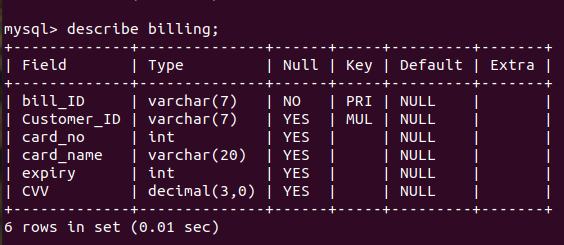 mysql> describe billing;
+-------------+--------------+------+-----+---------+-------+
| Field       | Type         | Null | Key | Default | Extra |
+-------------+--------------+------+-----+---------+-------+
| bill_ID     | varchar(7)   | NO   | PRI | NULL    |       |
| Customer_ID | varchar(7)   | YES  | MUL | NULL    |       |
| card_no     | int          | YES  |     | NULL    |       |
| card_name   | varchar(20)  | YES  |     | NULL    |       |
| expiry      | int          | YES  |     | NULL    |       |
| CVV         | decimal(3,0) | YES  |     | NULL    |       |
+-------------+--------------+------+-----+---------+-------+
6 rows in set (0.01 sec)